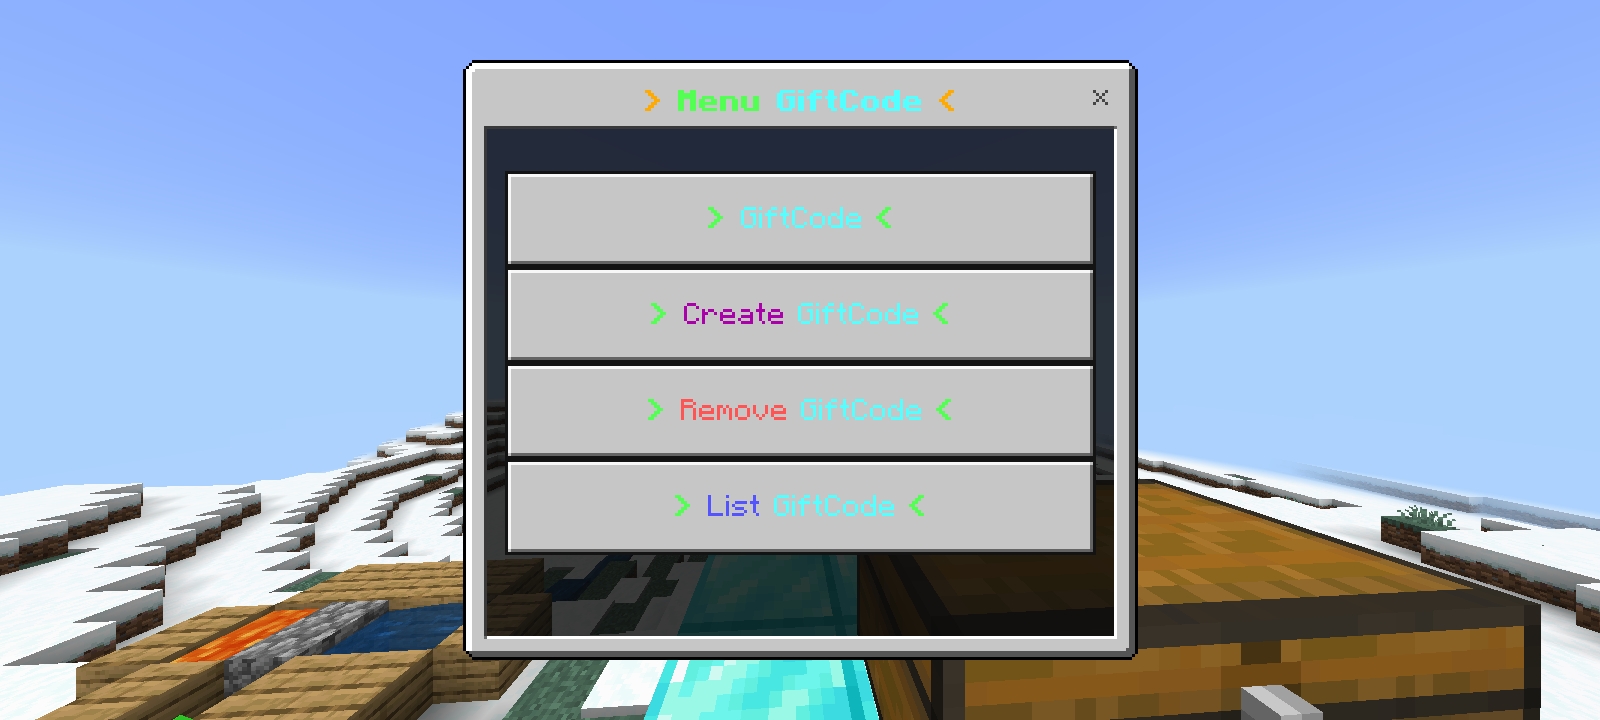 > Menu GiftCode <
> GiftCode <
> Create GiftCode <
> Remove GiftCode <
> List GiftCode <